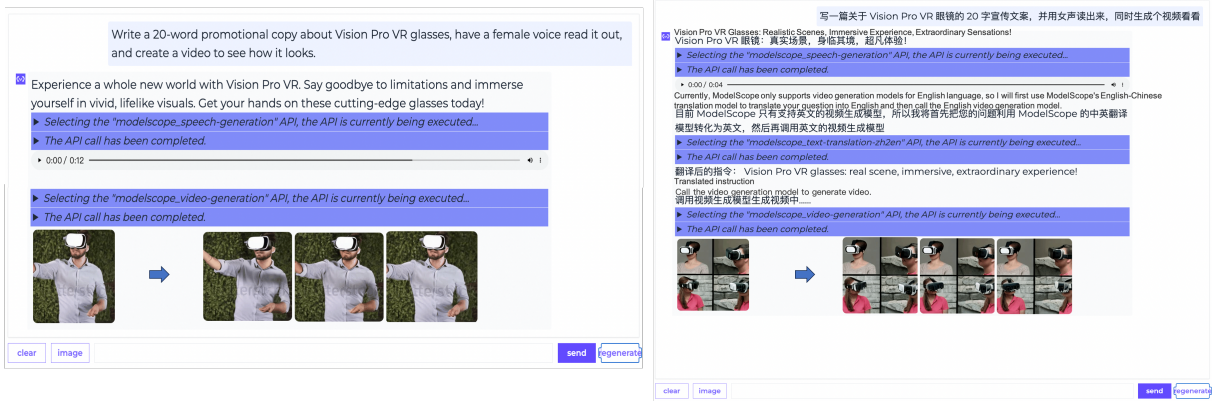 Write a 20-word promotional copy about Vision Pro VR glasses, have a female voice read it out,
and create a video to see how it looks.
Experience a whole new world with Vision Pro VR. Say goodbye to limitations and immerse
yourself in vivid, lifelike visuals. Get your hands on these cutting-edge glasses today!
Selecting the "modelscope_speech-generation" API, the API is currently being executed...
The API call has been completed.
0:00 / 0:12
Selecting the "modelscope_video-generation" API, the API is currently being executed...
The API call has been completed.
clear
image
send
regenerate
写一篇关于 Vision Pro VR 眼镜的 20 字宣传文案，并用女声读出来，同时生成个视频看看
Vision Pro VR Glasses: Realistic Scenes, Immersive Experience, Extraordinary Sensations!
Vision Pro VR 眼镜：真实场景，身临其境，超凡体验！
Selecting the "modelscope_speech-generation" API, the API is currently being executed...
The API call has been completed.
0:00 / 0:04
Currently, ModelScope only supports video generation models for English language, so I will first use ModelScope's English-Chinese
translation model to translate your question into English and then call the English video generation model.
目前 ModelScope 只有支持英文的视频生成模型，所以我将首先把您的问题利用 ModelScope 的中英翻译
模型转化为英文，然后再调用英文的视频生成模型
Selecting the "modelscope_text-translation-zh2en" API, the API is currently being executed...
The API call has been completed.
翻译后的指令： Vision Pro VR glasses: real scene, immersive, extraordinary experience!
Translated instruction
Call the video generation model to generate video.
调用视频生成模型生成视频中......
Selecting the "modelscope_video-generation" API, the API is currently being executed...
The API call has been completed.
clear
image
send
regenerate